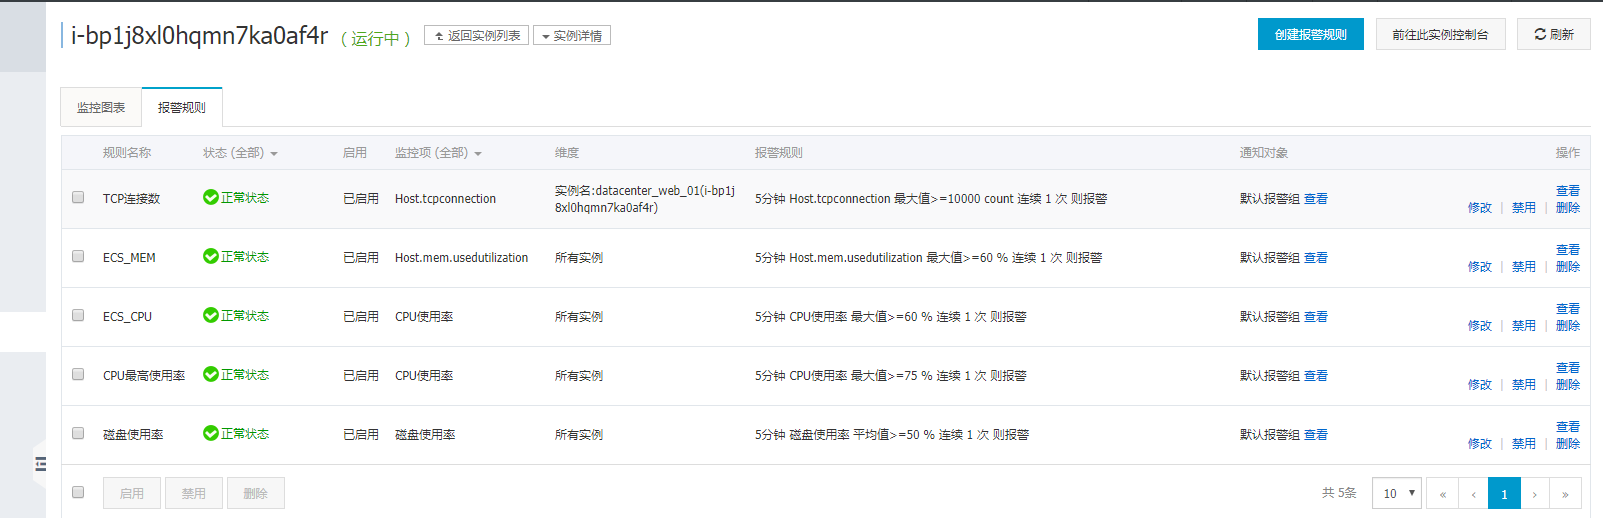 i-bp1j8xl0hqmn7ka0af4r （ 运行中 ） 返回实例列表 实例详情 创建报警规则 前往此实例控制台 刷新
监控图表 报警规则
规则名称 状态 (全部) 启用 监控项 (全部) 维度 报警规则 通知对象 操作
TCP连接数 正常状态 已启用 Host.tcpconnection 实例名:datacenter_web_01(i-bp1j 5分钟 Host.tcpconnection 最大值>=10000 count 连续 1 次 则报警 默认报警组 查看 查看
8xl0hqmn7ka0af4r) 修改 | 禁用 | 删除
ECS_MEM 正常状态 已启用 Host.mem.usedutilization 所有实例 5分钟 Host.mem.usedutilization 最大值>=60 % 连续 1 次 则报警 默认报警组 查看 查看
修改 | 禁用 | 删除
ECS_CPU 正常状态 已启用 CPU使用率 所有实例 5分钟 CPU使用率 最大值>=60 % 连续 1 次 则报警 默认报警组 查看 查看
修改 | 禁用 | 删除
CPU最高使用率 正常状态 已启用 CPU使用率 所有实例 5分钟 CPU使用率 最大值>=75 % 连续 1 次 则报警 默认报警组 查看 查看
修改 | 禁用 | 删除
磁盘使用率 正常状态 已启用 磁盘使用率 所有实例 5分钟 磁盘使用率 平均值>=50 % 连续 1 次 则报警 默认报警组 查看 查看
修改 | 禁用 | 删除
启用 禁用 删除 共 5条 10 « ‹ 1 › »